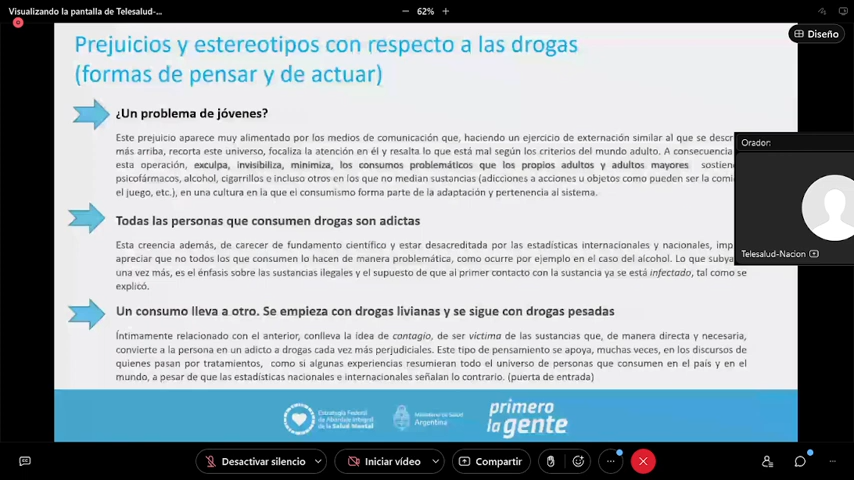 Visualizando la pantalla de Telesalud-...
62%
Diseño
Prejuicios y estereotipos con respecto a las drogas
(formas de pensar y de actuar)
¿Un problema de jóvenes?
Este prejuicio aparece muy alimentado por los medios de comunicación que, haciendo un ejercicio de externación similar al que se descr
más arriba, recorta este universo, focaliza la atención en él y resalta lo que está mal según los criterios del mundo adulto. A consecuencia
esta operación, exculpa, invisibiliza, minimiza, los consumos problemáticos que los propios adultos y adultos mayores sostiene
psicofármacos, alcohol, cigarrillos e incluso otros en los que no median sustancias (adicciones a acciones u objetos como pueden ser la comi
el juego, etc.), en una cultura en la que el consumismo forma parte de la adaptación y pertenencia al sistema.
Todas las personas que consumen drogas son adictas
Esta creencia además, de carecer de fundamento científico y estar desacreditada por las estadísticas internacionales y nacionales, imp
apreciar que no todos los que consumen lo hacen de manera problemática, como ocurre por ejemplo en el caso del alcohol. Lo que subya
una vez más, es el énfasis sobre las sustancias ilegales y el supuesto de que al primer contacto con la sustancia ya se está infectado, tal como se
explicó.
Un consumo lleva a otro. Se empieza con drogas livianas y se sigue con drogas pesadas
Íntimamente relacionado con el anterior, conlleva la idea de contagio, de ser víctima de las sustancias que, de manera directa y necesaria,
convierte a la persona en un adicto a drogas cada vez más perjudiciales. Este tipo de pensamiento se apoya, muchas veces, en los discursos de
quienes pasan por tratamientos, como si algunas experiencias resumieran todo el universo de personas que consumen en el país y en el
mundo, a pesar de que las estadísticas nacionales e internacionales señalan lo contrario. (puerta de entrada)
Orador:
Telesalud-Nacion
Estrategia Federal
de Abordaje Integral
de la Salud Mental
Ministerio de Salud
Argentina
primero
la gente
Desactivar silencio
Iniciar vídeo
Compartir